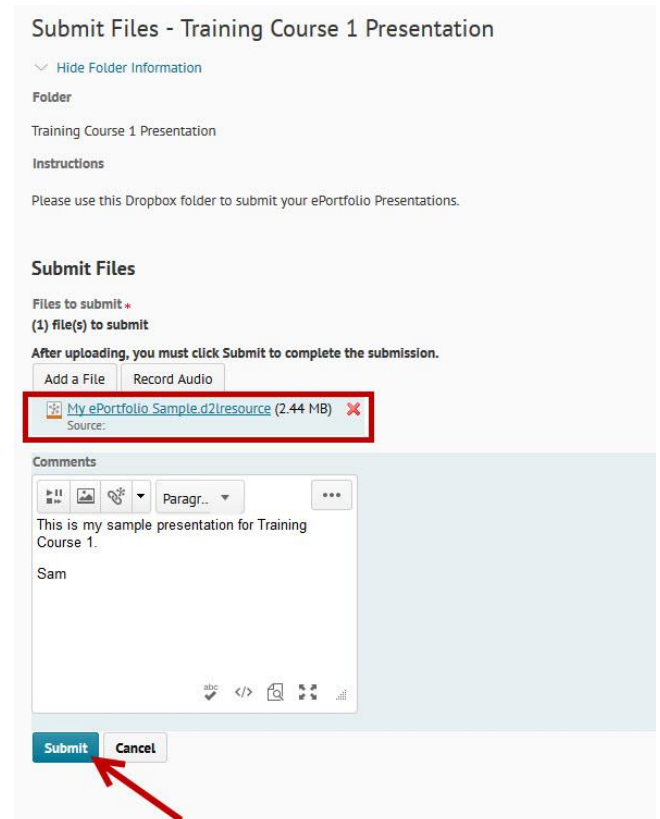 Submit Files - Training Course 1 Presentation
Hide Folder Information
Folder
Training Course 1 Presentation
Instructions
Please use this Dropbox folder to submit your ePortfolio Presentations.
Submit Files
Files to submit *
(1) file(s) to submit
After uploading, you must click Submit to complete the submission.
Add a File Record Audio
My ePortfolio Sample.d2lresource (2.44 MB)
Source:
Comments
Paragr..
This is my sample presentation for Training
Course 1.
Sam
abc </>
Submit Cancel